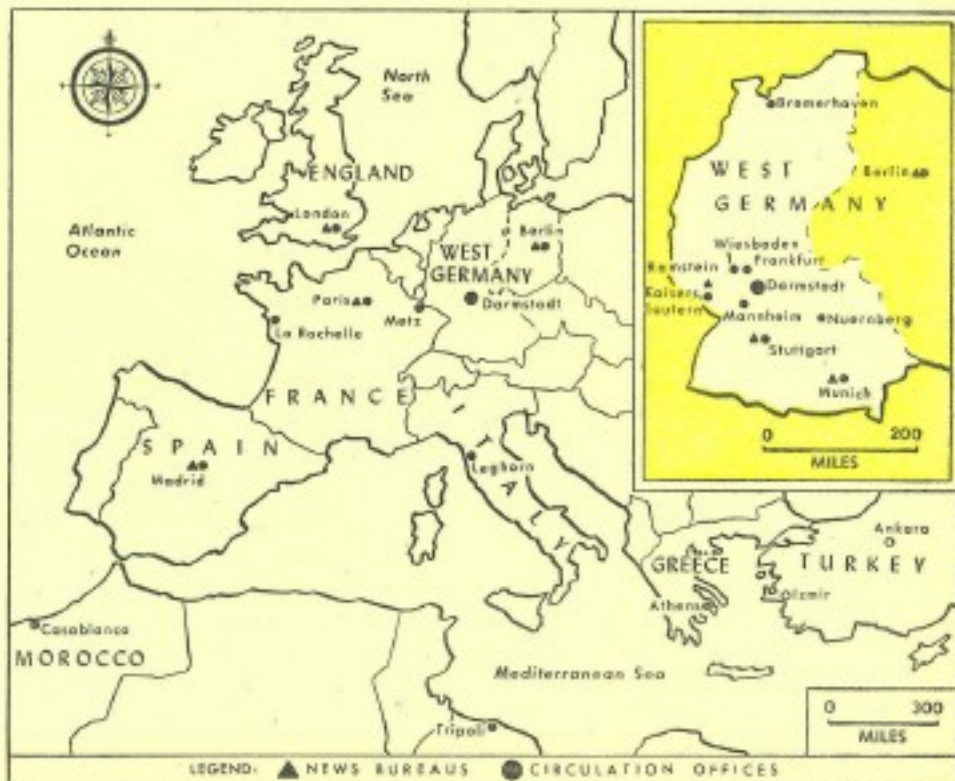 North
Sea
ENGLAND
London
Atlantic
Ocean
Berlin
WEST
GERMANY
Paris
Darmstadt
Metz
La Rochelle
FRANCE
SPAIN
Madrid
ITALY
Leghorn
GREECE
Athens
Ankara
TURKEY
Izmir
Casablanca
MOROCCO
Mediterranean Sea
Tripoli
0 300
MILES
Bremerhaven
WEST
GERMANY
Berlin
Wiesbaden
Frankfurt
Ramstein
Darmstadt
Kaisers
lautern
Mannheim
Nuernberg
Stuttgart
Munich
0 200
MILES
LEGEND: NEWS BUREAUS CIRCULATION OFFICES